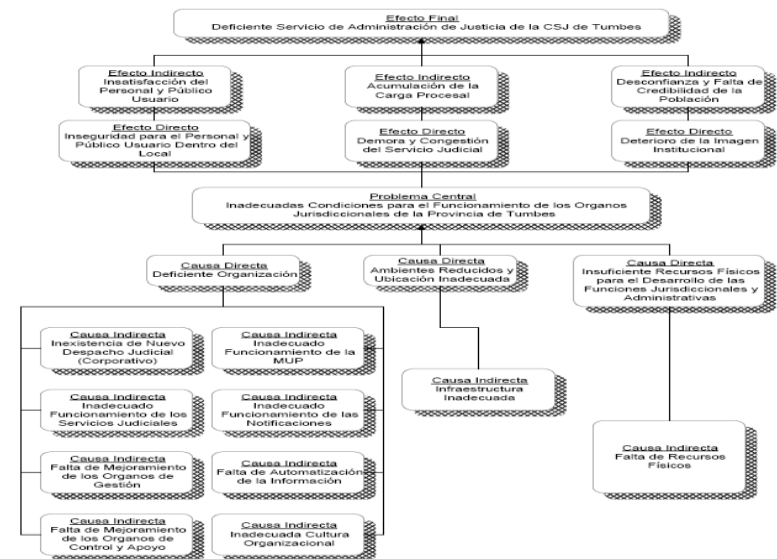 Efecto Final
Deficiente Servicio de Administración de Justicia de la CSJ de Tumbes
Efecto Indirecto
Insatisfacción del
Personal y Público
Usuario
Efecto Indirecto
Acumulación de la
Carga Procesal
Efecto Indirecto
Desconfianza y Falta de
Credibilidad de la
Población
Efecto Directo
Inseguridad para el Personal y
Público Usuario Dentro del
Local
Efecto Directo
Demora y Congestión
del Servicio Judicial
Efecto Directo
Deterioro de la Imagen
Institucional
Problema Central
Inadecuadas Condiciones para el Funcionamiento de los Organos
Jurisdiccionales de la Provincia de Tumbes
Causa Directa
Deficiente Organización
Causa Directa
Ambientes Reducidos y
Ubicación Inadecuada
Causa Directa
Insuficiente Recursos Físicos
para el Desarrollo de las
Funciones Jurisdiccionales y
Administrativas
Causa Indirecta
Inexistencia de Nuevo
Despacho Judicial
(Corporativo)
Causa Indirecta
Inadecuado
Funcionamiento de la
MUP
Causa Indirecta
Infraestructura
Inadecuada
Causa Indirecta
Inadecuado
Funcionamiento de los
Servicios Judiciales
Causa Indirecta
Inadecuado
Funcionamiento de las
Notificaciones
Causa Indirecta
Falta de Recursos
Físicos
Causa Indirecta
Falta de Mejoramiento
de los Organos de
Gestión
Causa Indirecta
Falta de Automatización
de la Información
Causa Indirecta
Falta de Mejoramiento
de los Organos de
Control y Apoyo
Causa Indirecta
Inadecuada Cultura
Organizacional